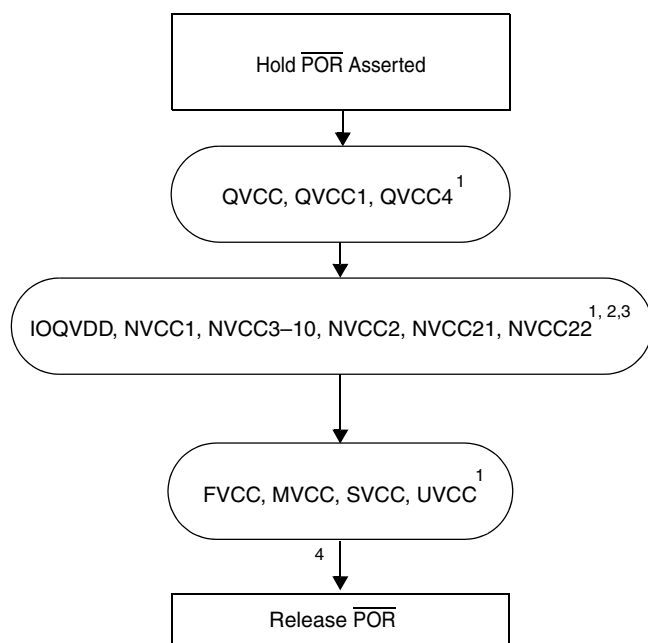 Hold POR Asserted
QVCC, QVCC1, QVCC4 1
IOQVDD, NVCC1, NVCC3–10, NVCC2, NVCC21, NVCC22 1, 2,3
FVCC, MVCC, SVCC, UVCC 1
4
Release POR